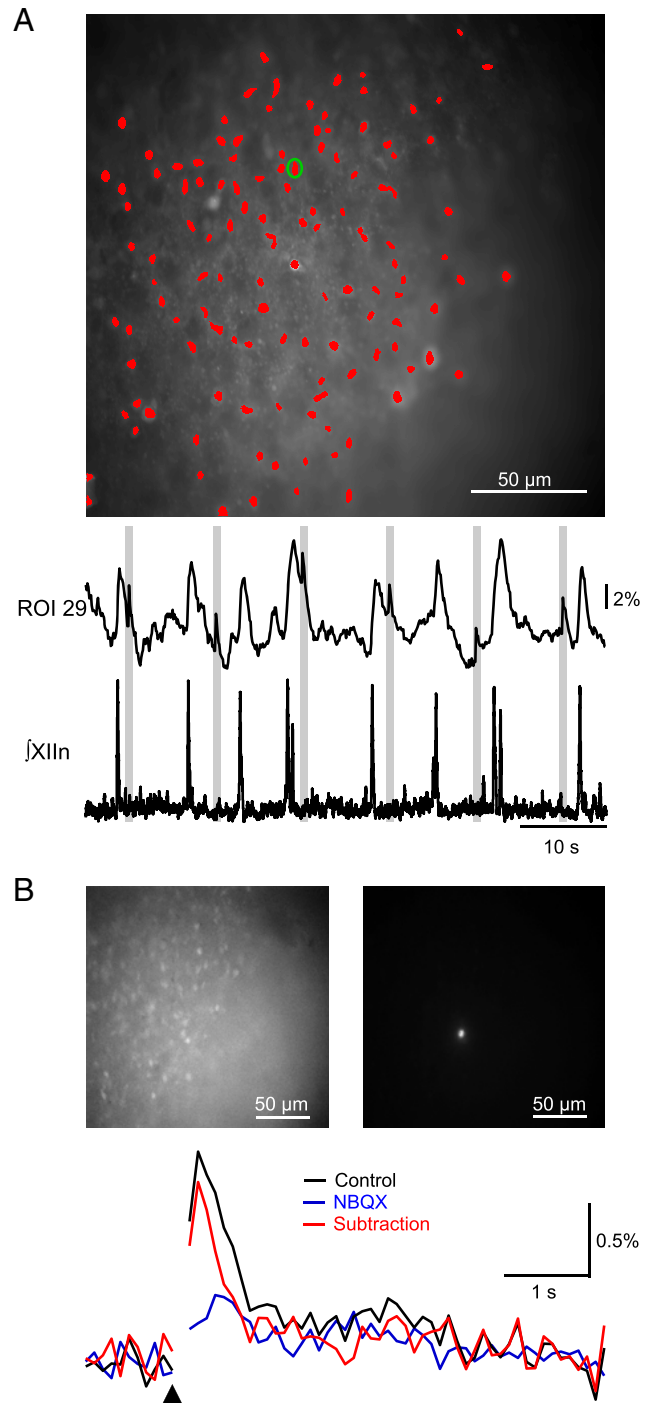 A
50 µm
ROI 29
2%
∫XIIn
10 s
B
50 µm
50 µm
Control
NBQX
Subtraction
0.5%
1 s